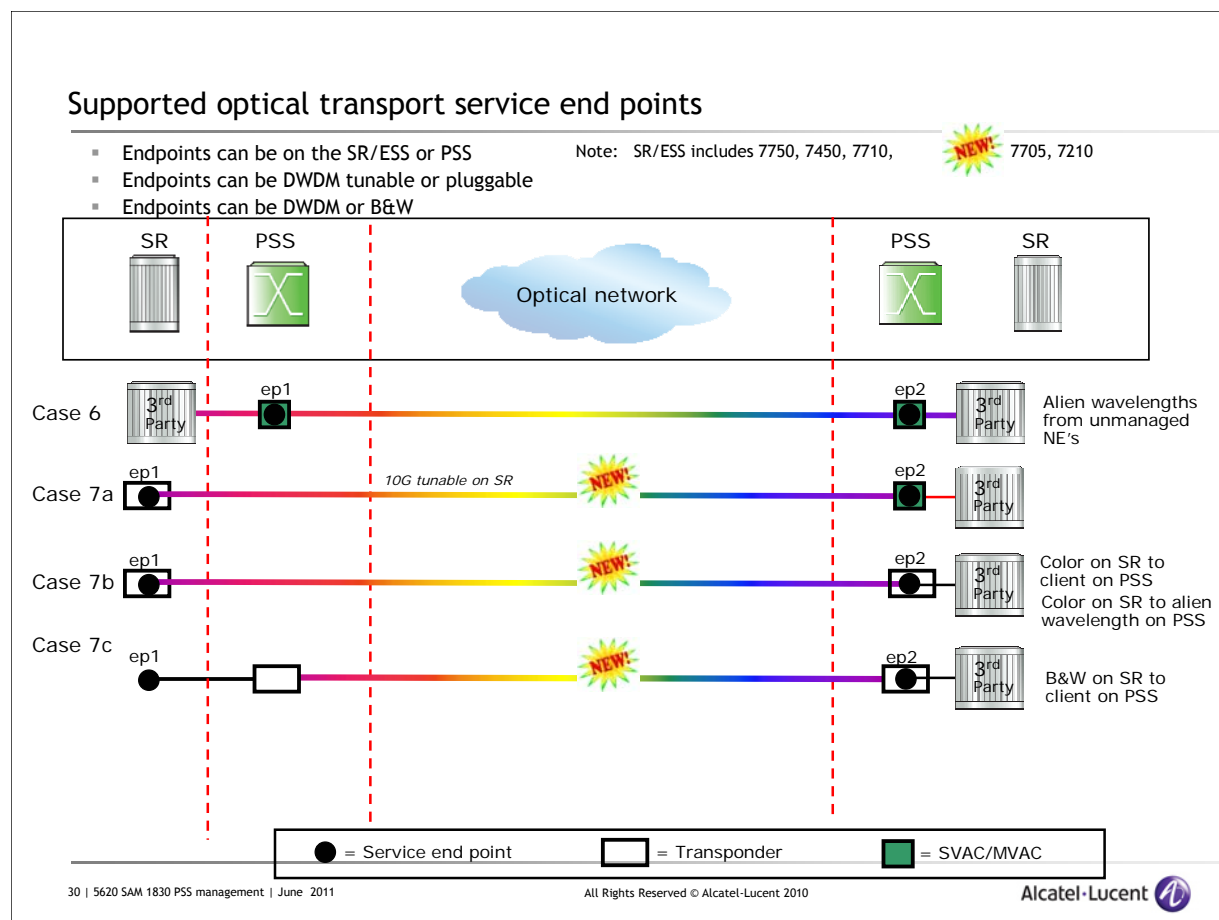 Supported optical transport service end points
▪ Endpoints can be on the SR/ESS or PSS
▪ Endpoints can be DWDM tunable or pluggable
▪ Endpoints can be DWDM or B&W
Note: SR/ESS includes 7750, 7450, 7710, NEW! 7705, 7210
SR PSS PSS SR
Optical network
Case 6
3rd
Party
ep1
ep2
3rd
Party
Alien wavelengths
from unmanaged
NE's
Case 7a
ep1
10G tunable on SR
NEW!
ep2
3rd
Party
Case 7b
ep1
NEW!
ep2
3rd
Party
Color on SR to
client on PSS
Color on SR to alien
wavelength on PSS
Case 7c
ep1
NEW!
ep2
3rd
Party
B&W on SR to
client on PSS
= Service end point = Transponder = SVAC/MVAC
30 | 5620 SAM 1830 PSS management | June 2011
All Rights Reserved © Alcatel-Lucent 2010
Alcatel·Lucent